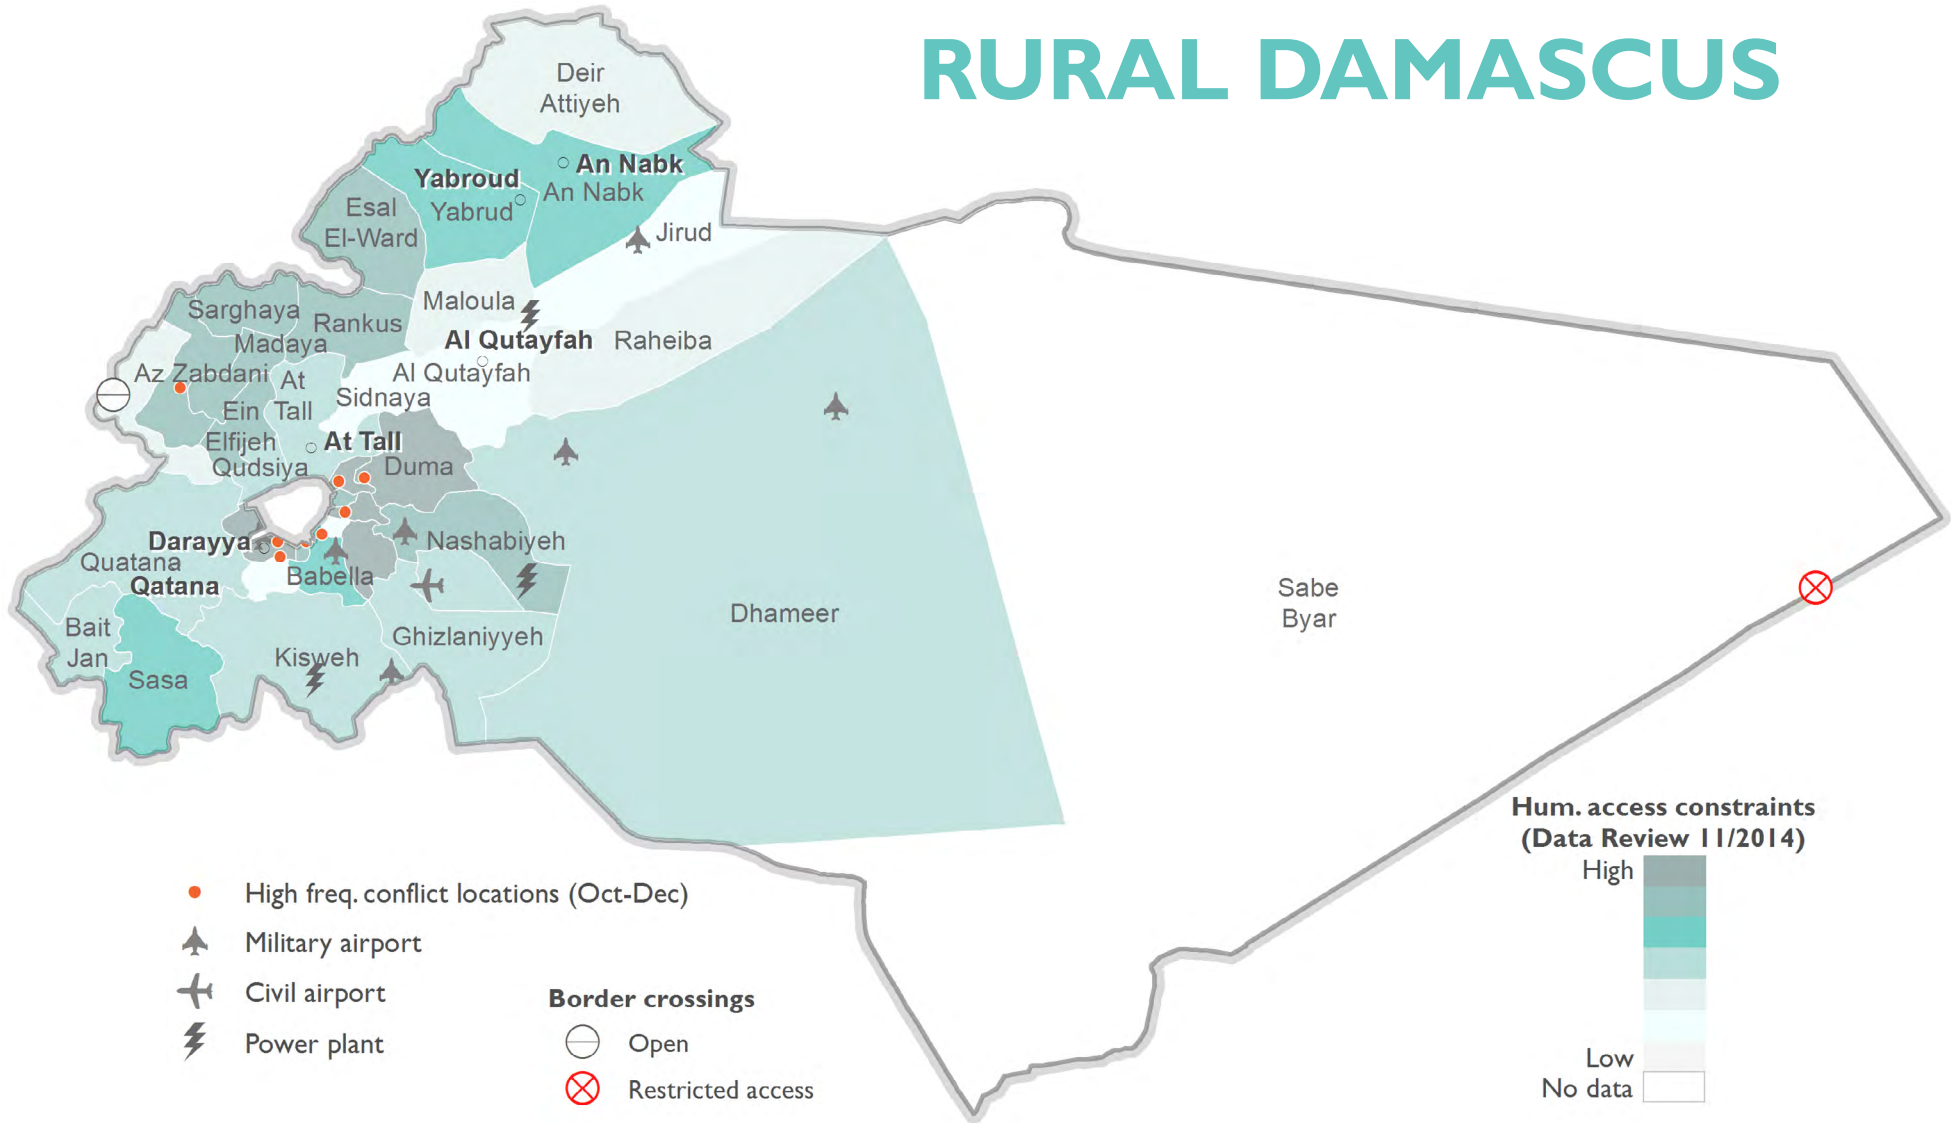 RURAL DAMASCUS
Deir
Attiyeh
An Nabk
An Nabk
Yabroud
Yabrud
Esal
El-Ward
Jirud
Maloula
Sarghaya
Rankus
Madaya
Al Qutayfah
Raheiba
Az Zabdani
At
Tall
Al Qutayfah
Sidnaya
Ein
Elfijeh
At Tall
Qudsiya
Duma
Darayya
Nashabiyeh
Quatana
Qatana
Babella
Dhameer
Sabe
Byar
Bait
Jan
Ghizlaniyyeh
Kisweh
Sasa
Hum. access constraints
(Data Review 11/2014)
High
Low
No data
High freq. conflict locations (Oct-Dec)
Military airport
Civil airport
Power plant
Border crossings
Open
Restricted access